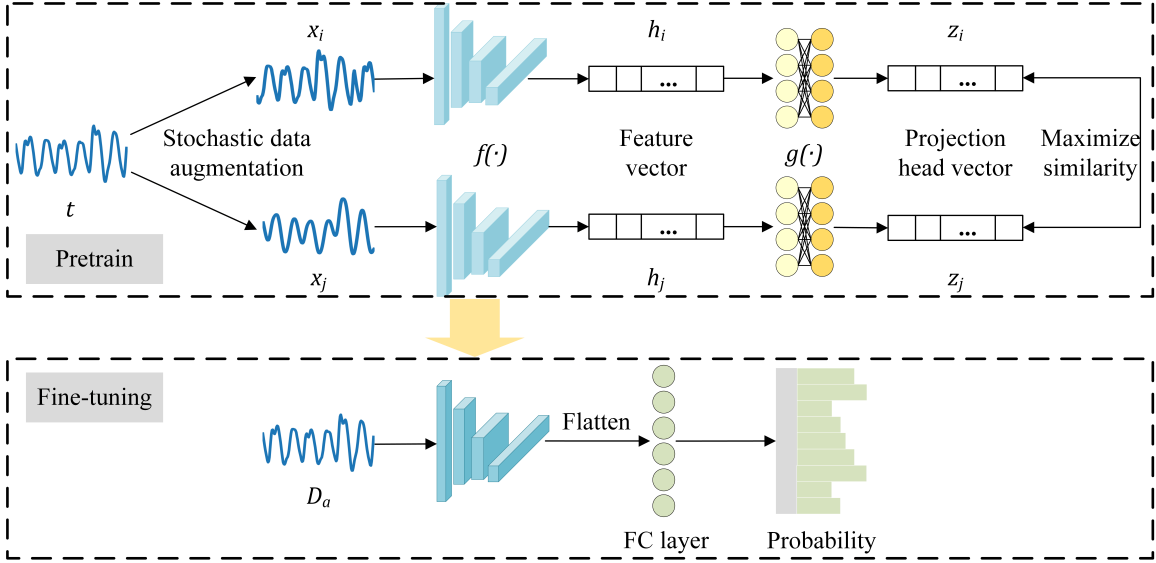 x_i
h_i
z_i
...
...
Stochastic data
augmentation
f(·)
Feature
vector
g(·)
Projection
head vector
Maximize
similarity
t
Pretrain
...
...
x_j
h_j
z_j
Fine-tuning
Flatten
D_a
FC layer
Probability